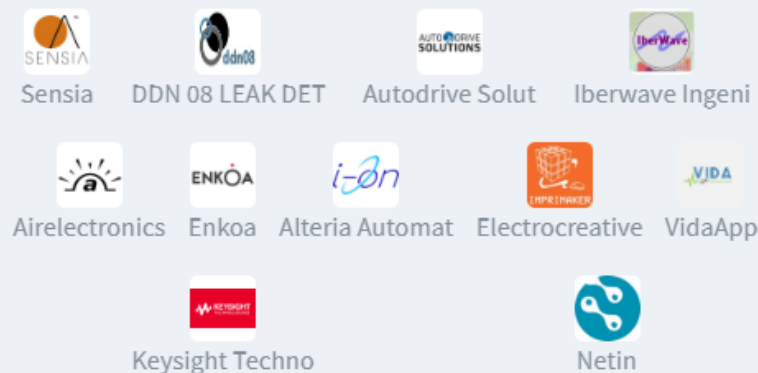 SENSIA
ddn08
AUTODRIVE
SOLUTIONS
IberWave
Sensia
DDN 08 LEAK DET
Autodrive Solut
Iberwave Ingeni
a
ENKOA
i-on
IMPRIMAKER
VIDA
Airelectronics
Enkoa
Alteria Automat
Electrocreative
VidaApp
KEYSIGHT
TECHNOLOGIES
Keysight Techno
Netin